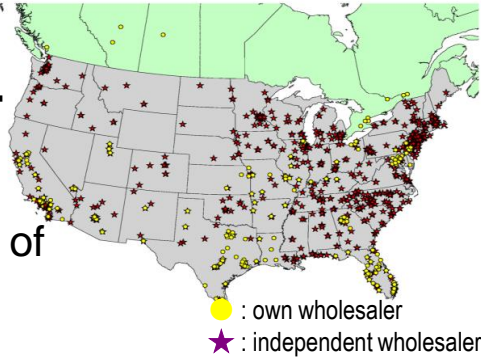 of
: own wholesaler
: independent wholesaler